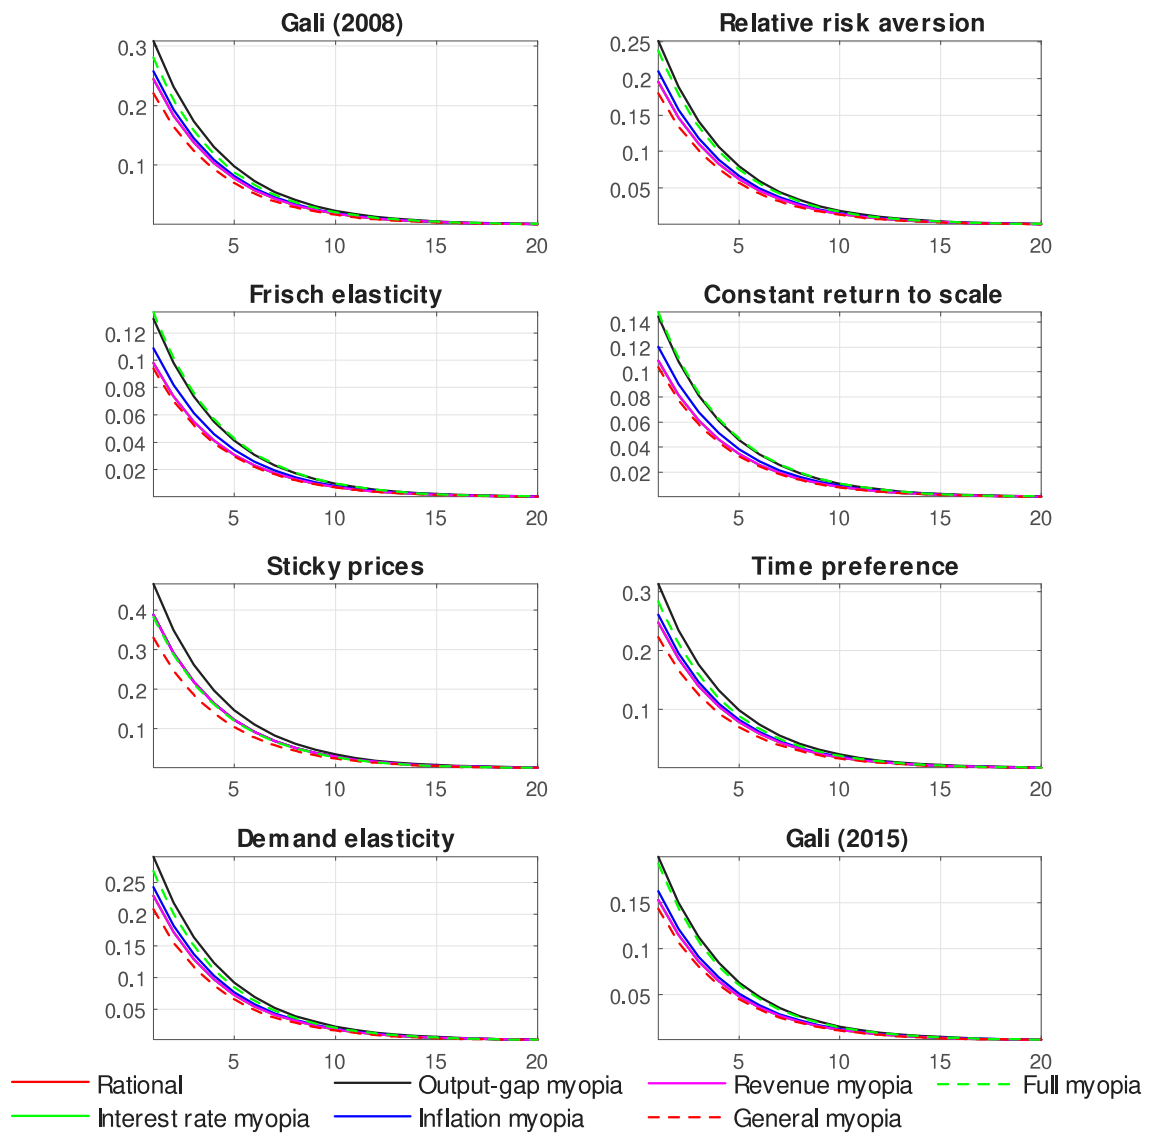 Gali (2008)
0.3
0.2
0.1
5 10 15 20
Relative risk aversion
0.25
0.2
0.15
0.1
0.05
5 10 15 20
Frisch elasticity
0.12
0.1
0.08
0.06
0.04
0.02
5 10 15 20
Constant return to scale
0.14
0.12
0.1
0.08
0.06
0.04
0.02
5 10 15 20
Sticky prices
0.4
0.3
0.2
0.1
5 10 15 20
Time preference
0.3
0.2
0.1
5 10 15 20
Demand elasticity
0.25
0.2
0.15
0.1
0.05
5 10 15 20
Gali (2015)
0.15
0.1
0.05
5 10 15 20
Rational Output-gap myopia Revenue myopia Full myopia
Interest rate myopia Inflation myopia General myopia